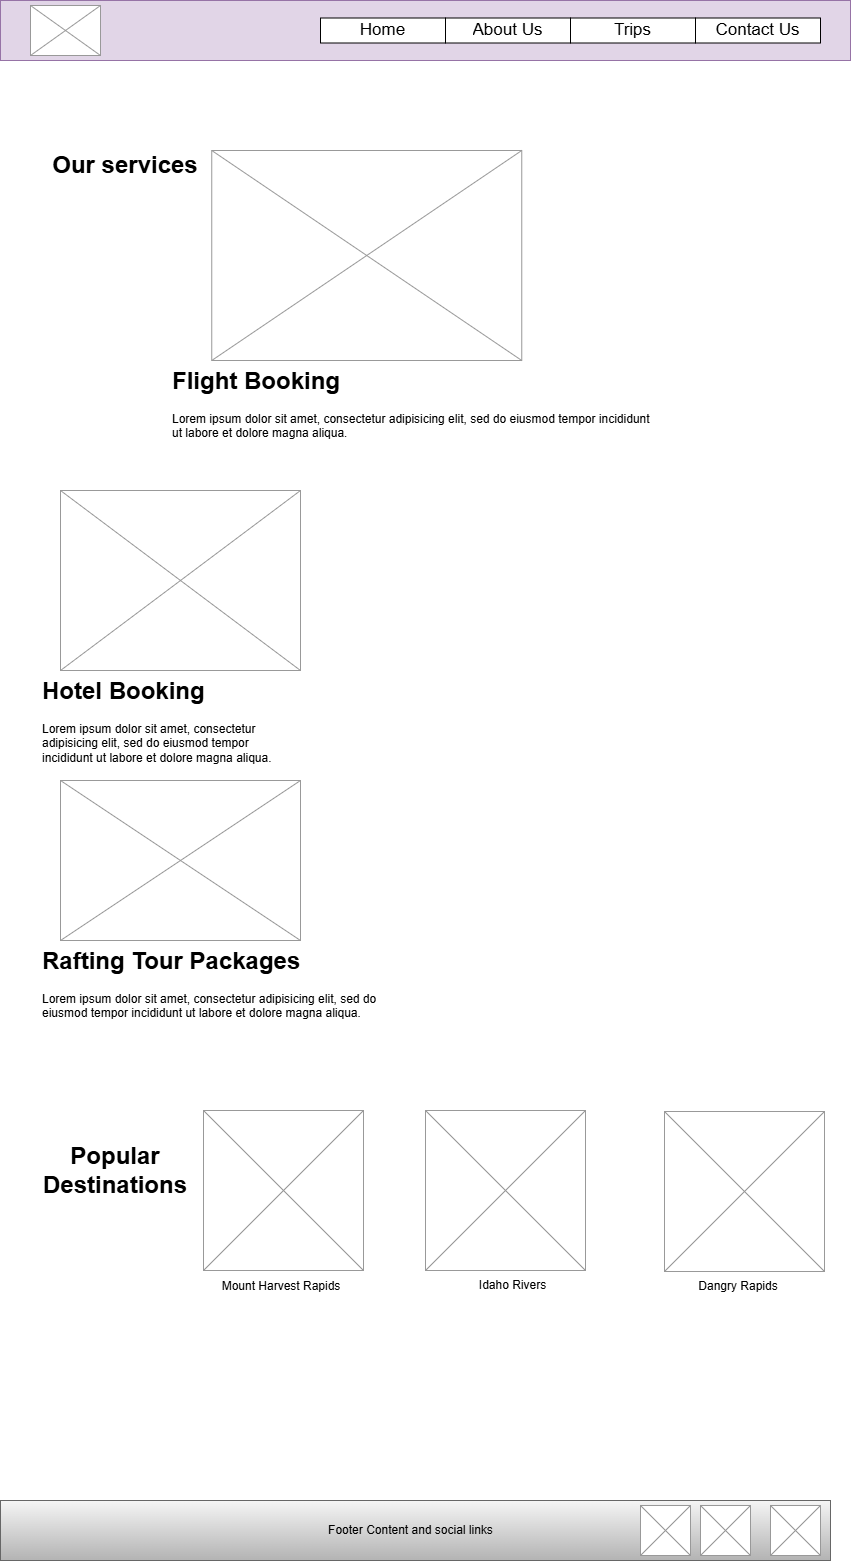 Home
About Us
Trips
Contact Us
Our services
Flight Booking
Lorem ipsum dolor sit amet, consectetur adipisicing elit, sed do eiusmod tempor incididunt
ut labore et dolore magna aliqua.
Hotel Booking
Lorem ipsum dolor sit amet, consectetur
adipisicing elit, sed do eiusmod tempor
incididunt ut labore et dolore magna aliqua.
Rafting Tour Packages
Lorem ipsum dolor sit amet, consectetur adipisicing elit, sed do
eiusmod tempor incididunt ut labore et dolore magna aliqua.
Popular
Destinations
Mount Harvest Rapids
Idaho Rivers
Dangry Rapids
Footer Content and social links